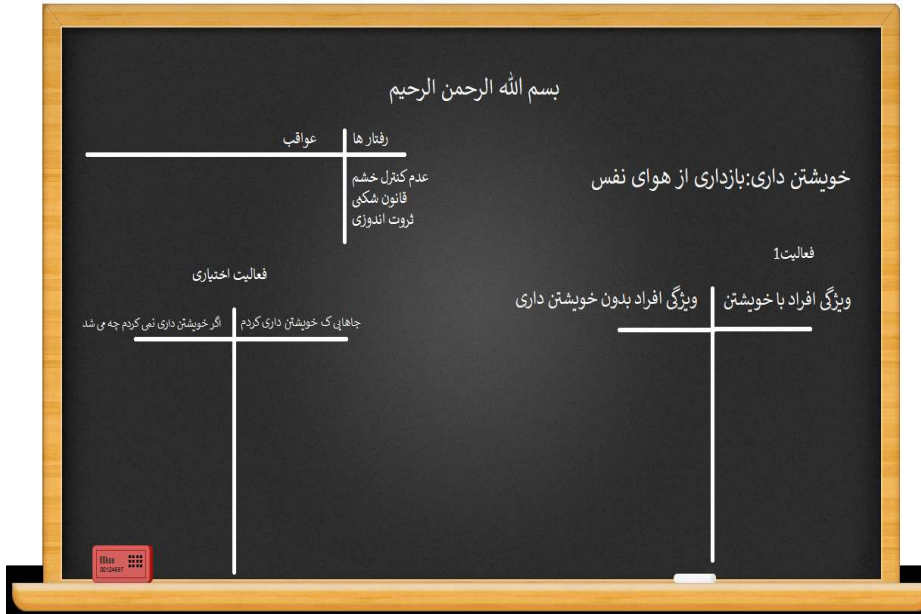 بسم الله الرحمن الرحیم
خویشتن داری:بازداری از هوای نفس
فعالیت1
ویژگی افراد با خویشتن
ویژگی افراد بدون خویشتن داری
رفتار ها
عواقب
عدم کنترل خشم
قانون شکی
ثروت اندوزی
فعالیت اختیاری
جاهایی ک خویشتن داری کردم
اگر خویشتن داری نمی کردم چه می شد
00124687